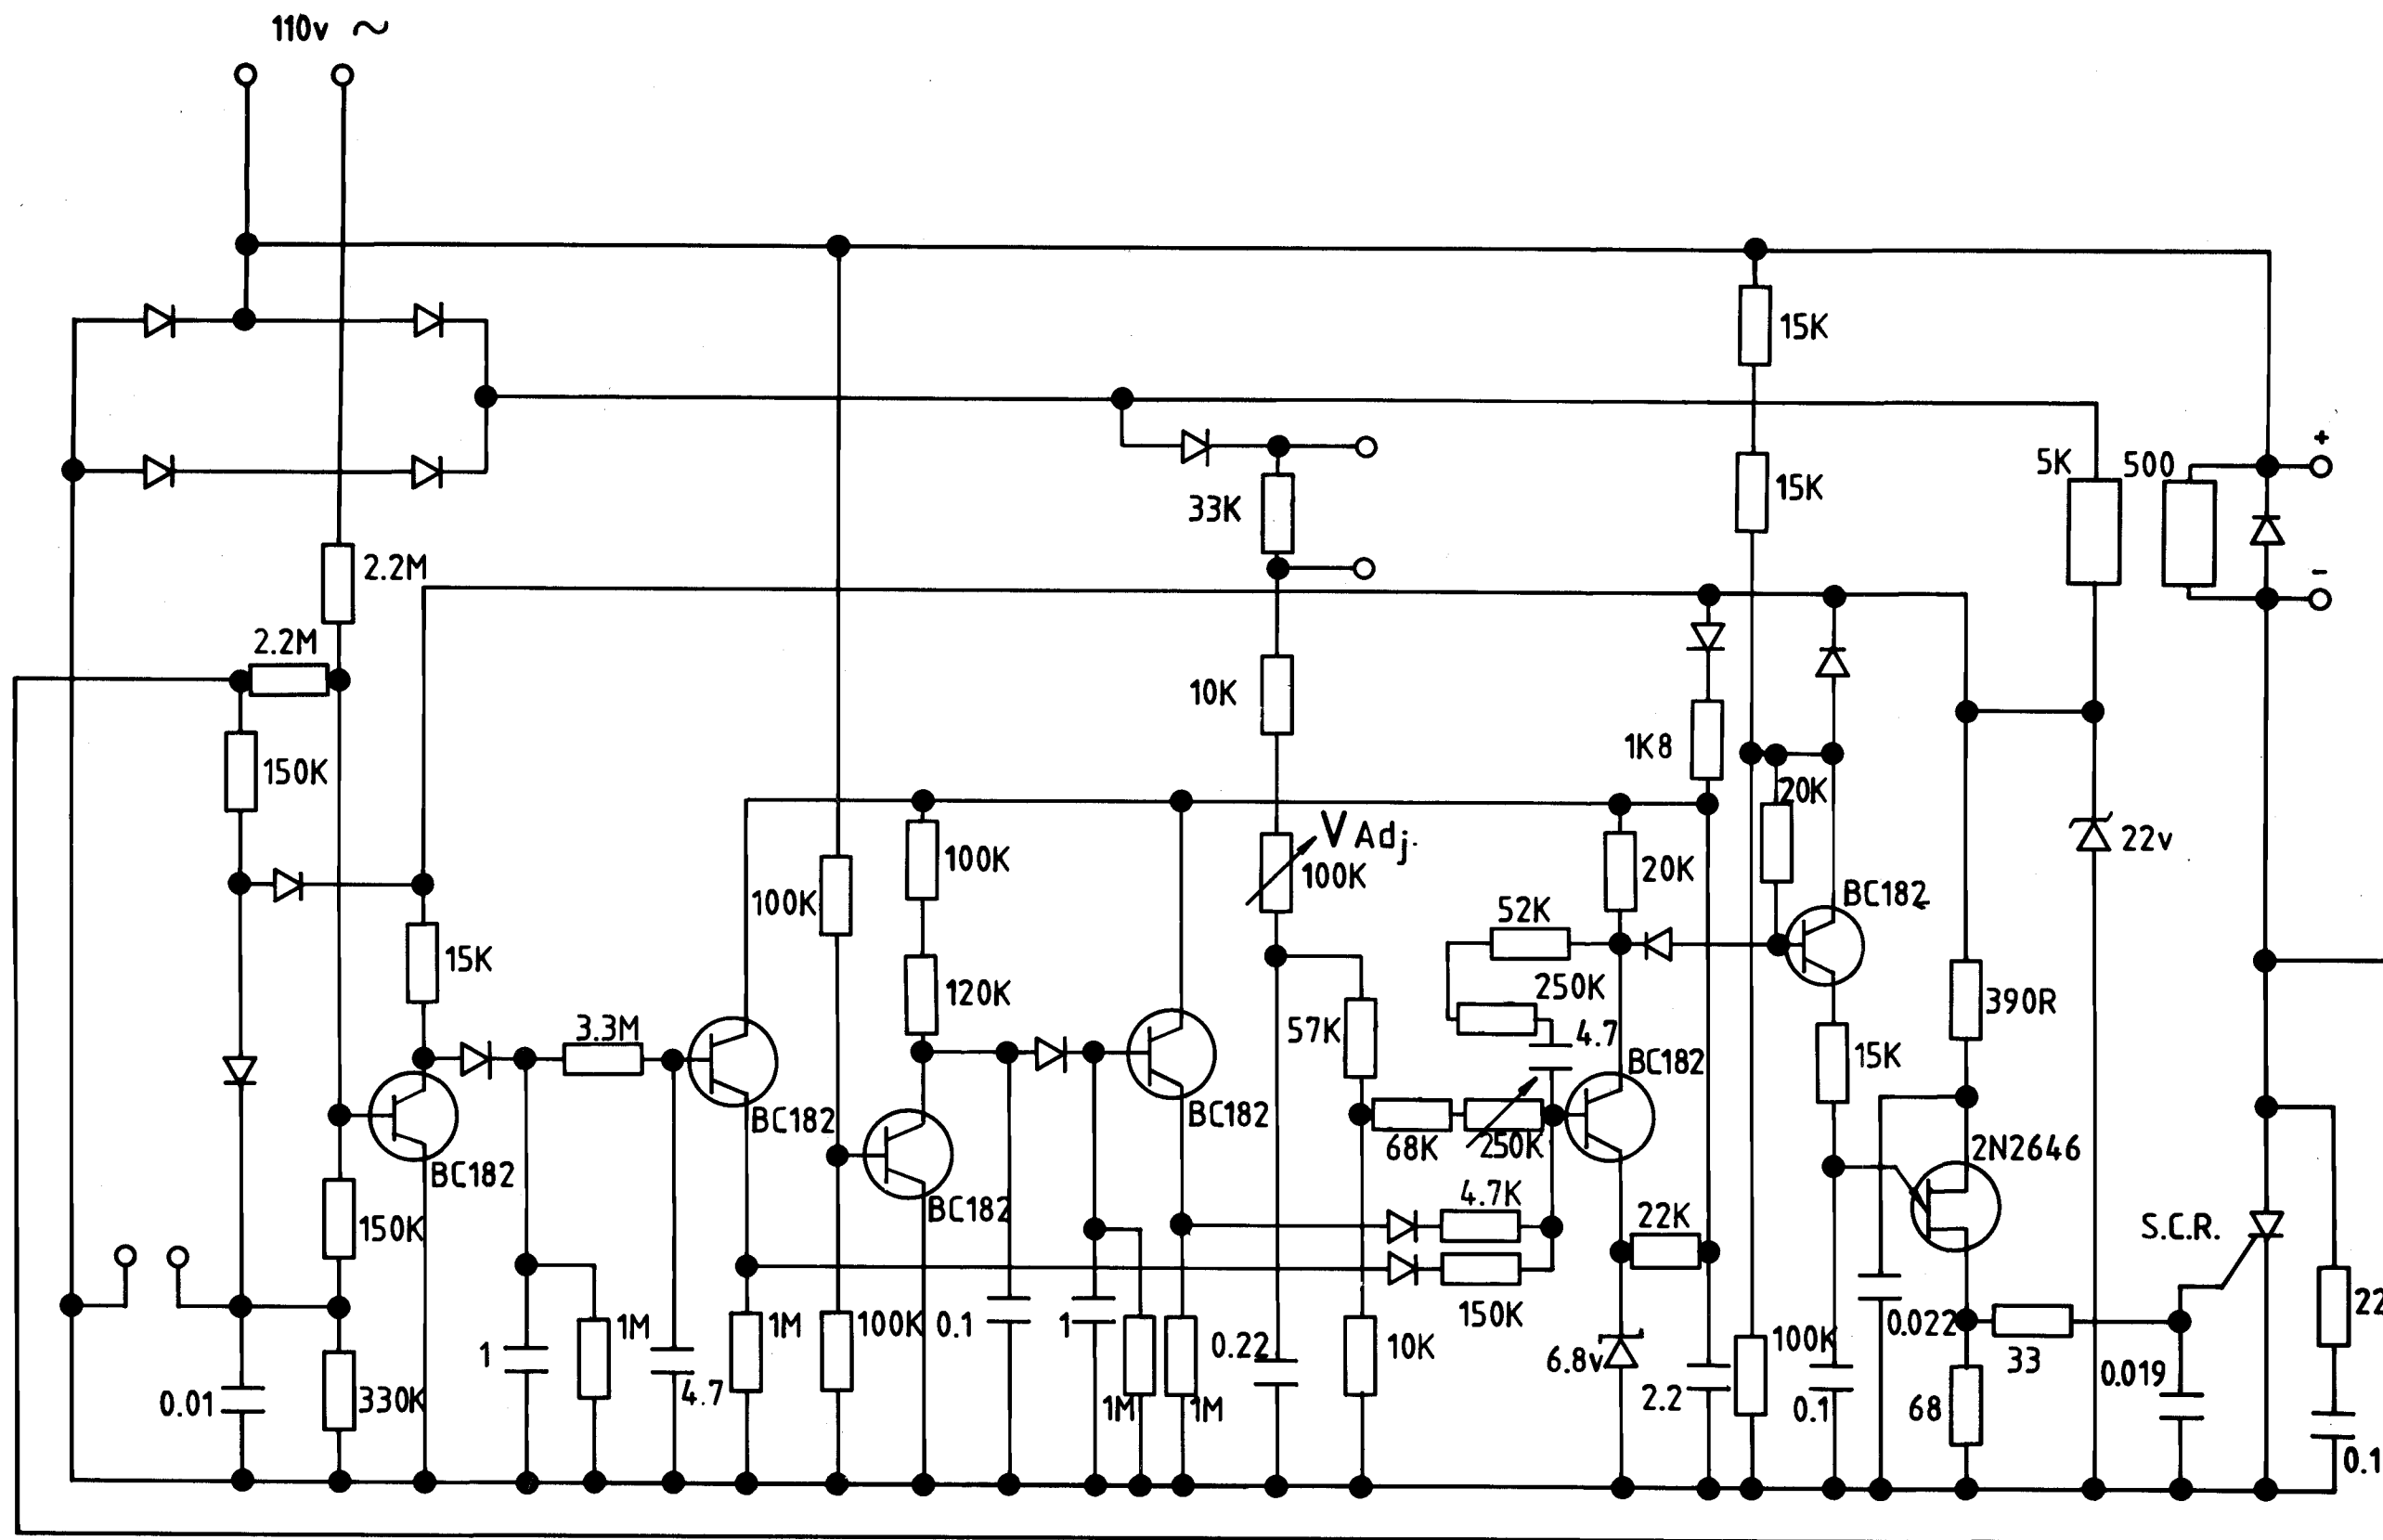 110v ~
15K
+
5K
500
15K
33K
2.2M
-
2.2M
10K
1K8
150K
20K
V Adj.
22v
100K
100K
100K
20K
BC182
52K
15K
120K
250K
390R
3.3M
57K
4.7
15K
BC182
BC182
BC182
68K
250K
2N2646
BC182
BC182
4.7K
22K
S.C.R.
150K
150K
1M
1M
100K
0.1
1
0.22
10K
6.8v
100K
0.022
33
22
1
0.01
330K
4.7
1M
1M
2.2
0.1
68
0.019
0.1